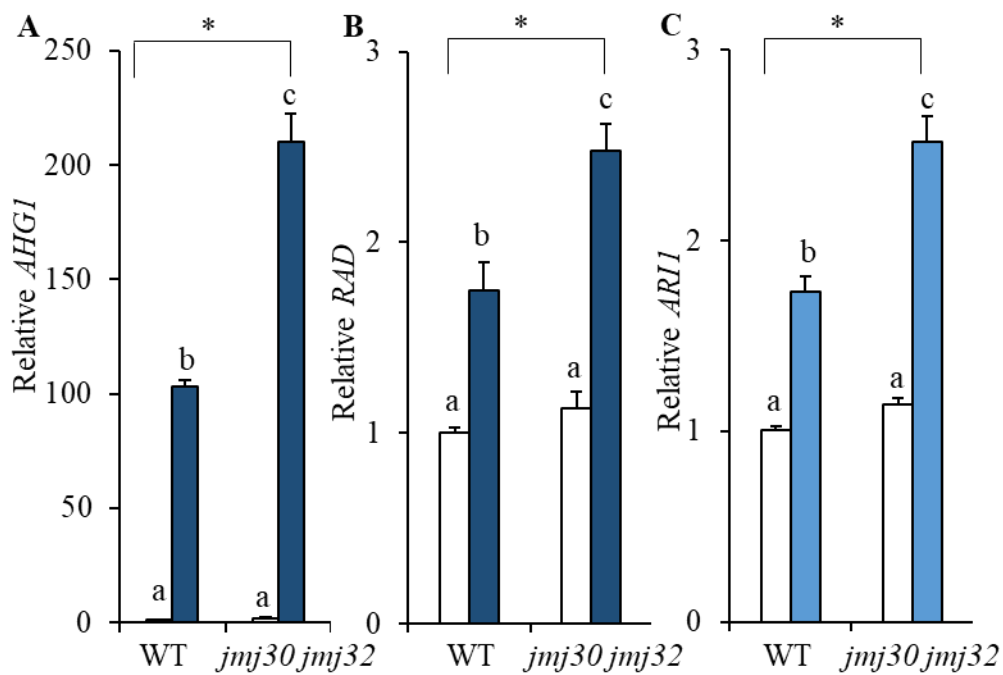 A
*
250
200
150
100
50
0
Relative AHG1
a
b
a
c
WT
jmj30 jmj32
B
*
3
2
1
0
Relative RAD
a
b
a
c
WT
jmj30 jmj32
C
*
3
2
1
0
Relative ARI1
a
b
a
c
WT
jmj30 jmj32